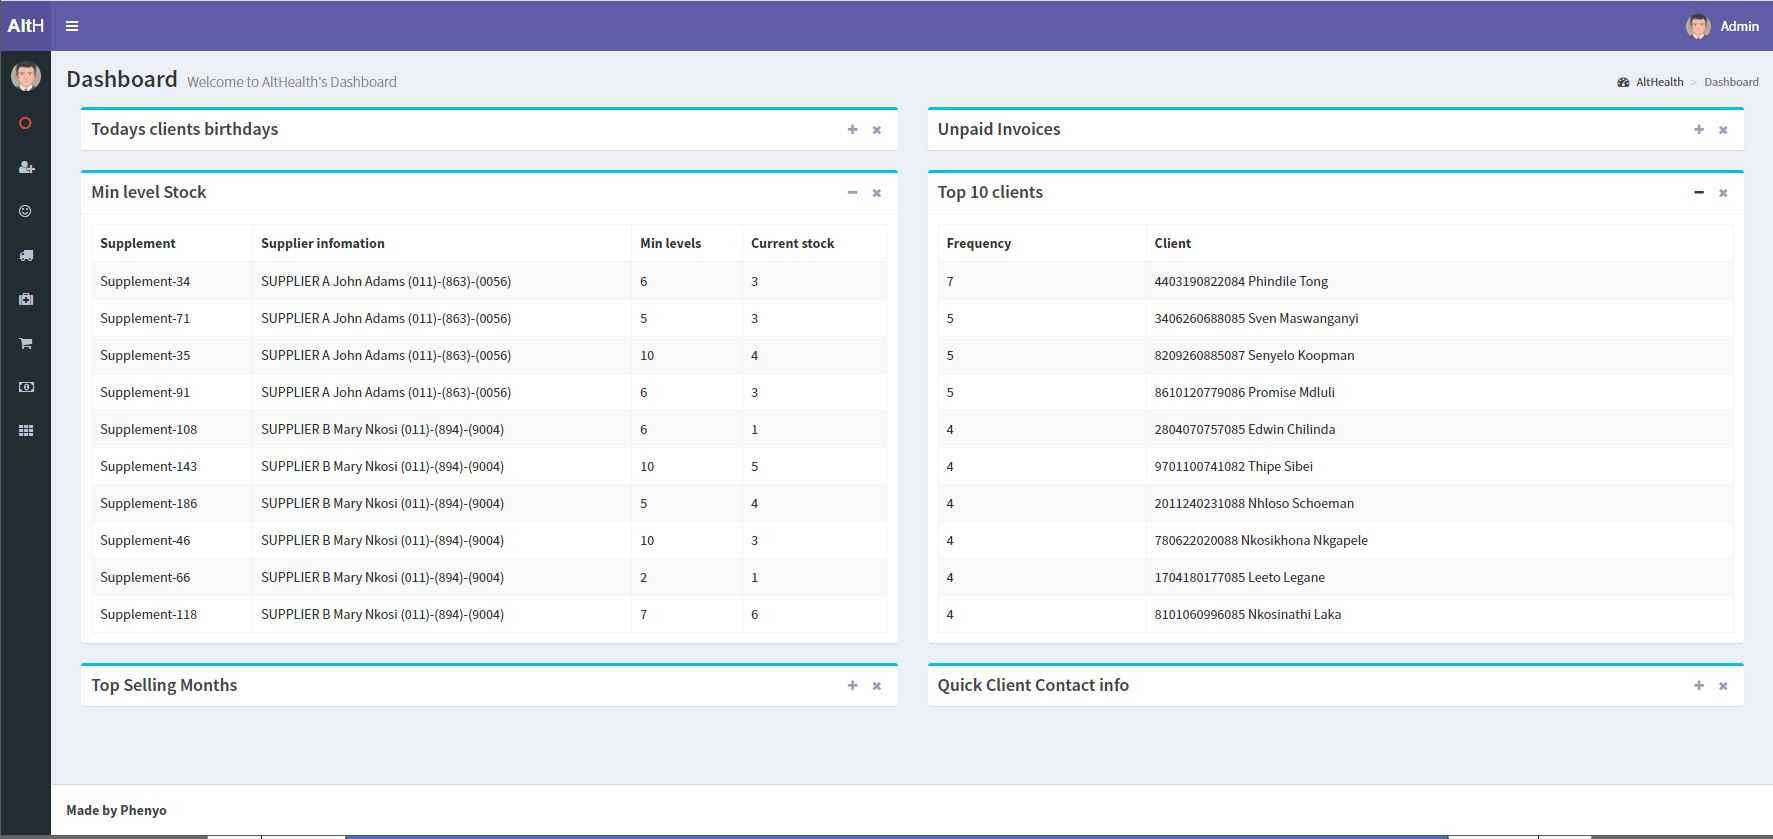 AltH
Admin
Dashboard Welcome to AltHealth's Dashboard
AltHealth > Dashboard
Todays clients birthdays
Unpaid Invoices
Min level Stock
Supplement Supplier infomation Min levels Current stock
Supplement-34 SUPPLIER A John Adams (011)-(863)-(0056) 6 3
Supplement-71 SUPPLIER A John Adams (011)-(863)-(0056) 5 3
Supplement-35 SUPPLIER A John Adams (011)-(863)-(0056) 10 4
Supplement-91 SUPPLIER A John Adams (011)-(863)-(0056) 6 3
Supplement-108 SUPPLIER B Mary Nkosi (011)-(894)-(9004) 6 1
Supplement-143 SUPPLIER B Mary Nkosi (011)-(894)-(9004) 10 5
Supplement-186 SUPPLIER B Mary Nkosi (011)-(894)-(9004) 5 4
Supplement-46 SUPPLIER B Mary Nkosi (011)-(894)-(9004) 10 3
Supplement-66 SUPPLIER B Mary Nkosi (011)-(894)-(9004) 2 1
Supplement-118 SUPPLIER B Mary Nkosi (011)-(894)-(9004) 7 6
Top 10 clients
Frequency Client
7 4403190822084 Phindile Tong
5 3406260688085 Sven Maswanganyi
5 8209260885087 Senyelo Koopman
5 8610120779086 Promise Mdluli
4 2804070757085 Edwin Chilinda
4 9701100741082 Thipe Sibei
4 2011240231088 Nhloso Schoeman
4 780622020088 Nkosikhona Nkgapele
4 1704180177085 Leeto Legane
4 8101060996085 Nkosinathi Laka
Top Selling Months
Quick Client Contact info
Made by Phenyo